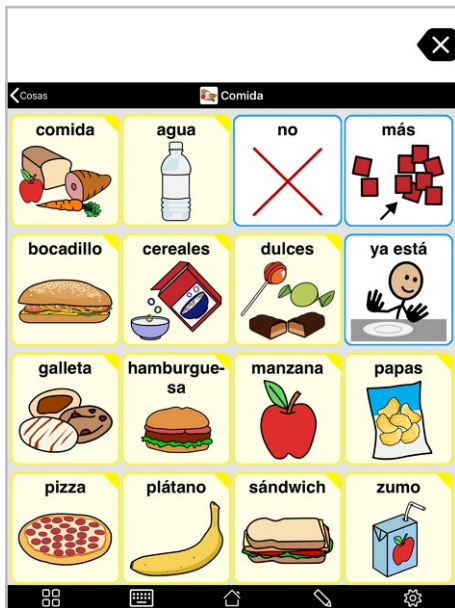 Cosas
Comida
comida
agua
no
más
bocadillo
cereales
dulces
ya está
galleta
hamburgue-
sa
manzana
papas
pizza
plátano
sándwich
zumo